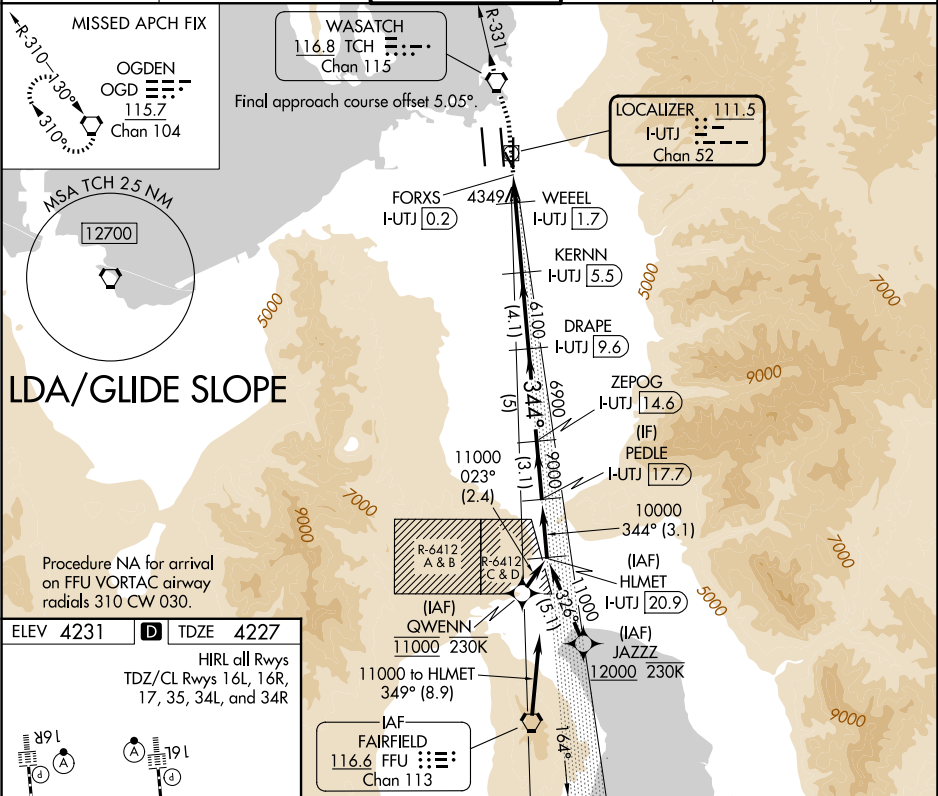 MISSED APCH FIX
R-310
130°
310°
OGDEN
OGD
115.7
Chan 104
WASATCH
116.8 TCH
Chan 115
R-331
Final approach course offset 5.05°.
LOCALIZER 111.5
I-UTJ
Chan 52
MSA TCH 25 NM
12700
FORXS
I-UTJ 0.2
4349
WEEEL
I-UTJ 1.7
KERNN
I-UTJ 5.5
5000
5000
7000
6100
(4.1)
DRAPE
I-UTJ 9.6
LDA/GLIDE SLOPE
344°
6900
(5)
9000
ZEPOG
I-UTJ 14.6
(IF)
PEDLE
I-UTJ 17.7
9000
(3.1)
11000
023°
(2.4)
7000
9000
10000
344° (3.1)
7000
R-6412
A & B
R-6412
C & D
(IAF)
HLMET
I-UTJ 20.9
5000
Procedure NA for arrival
on FFU VORTAC airway
radials 310 CW 030.
(IAF)
QWENN
11000 230K
326°
(5.1)
11000
(IAF)
JAZZZ
12000 230K
11000 to HLMET
349° (8.9)
164°
9000
IAF
FAIRFIELD
116.6 FFU
Chan 113
ELEV 4231 D TDZE 4227
HIRL all Rwys
TDZ/CL Rwys 16L, 16R,
17, 35, 34L, and 34R
16R
A
P
A
16L
P